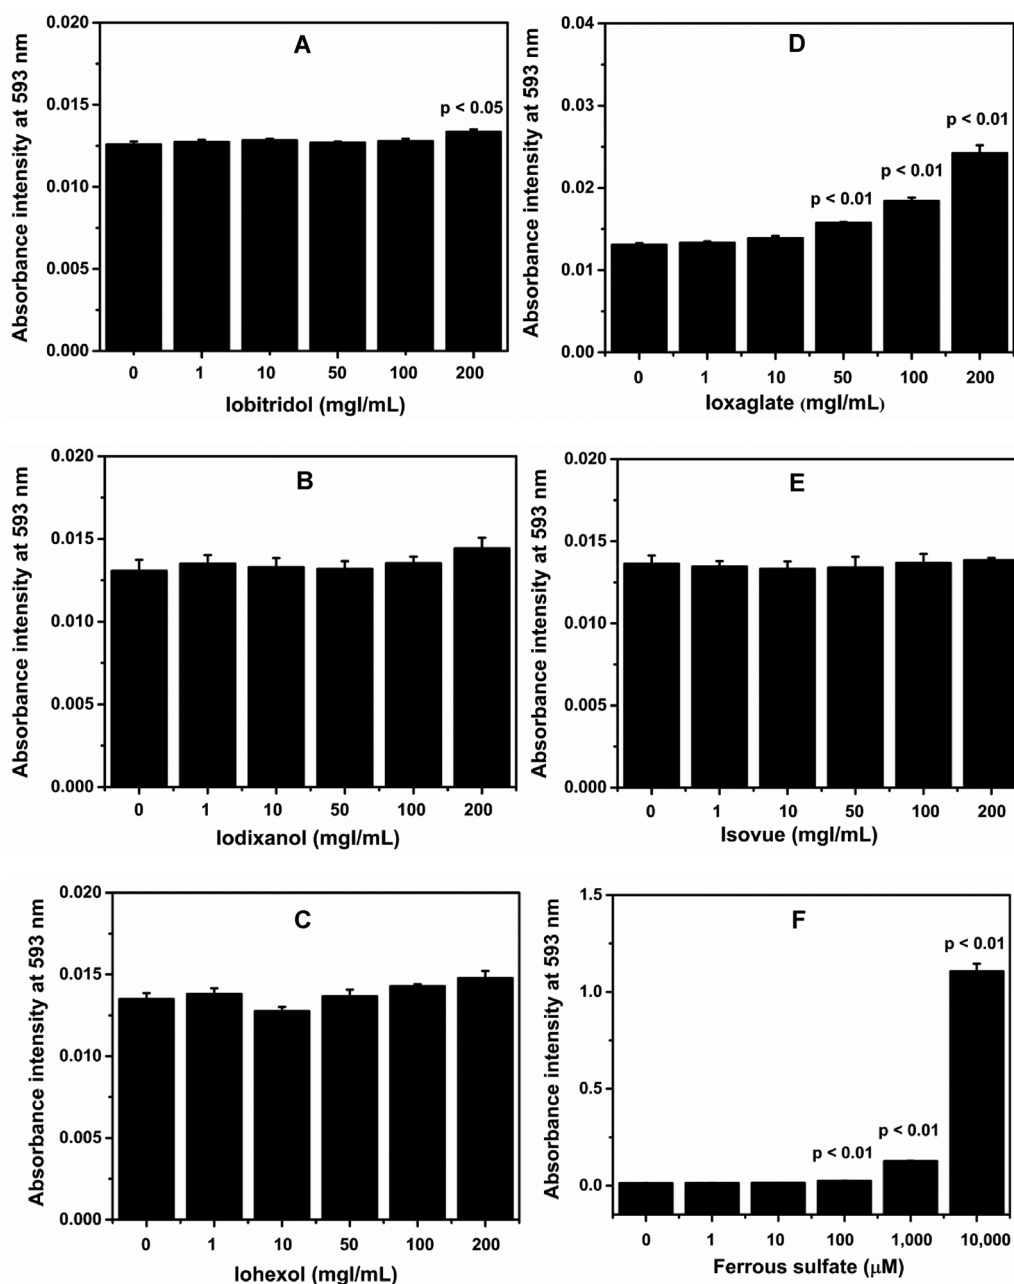 A
Absorbance intensity at 593 nm
0.020
0.015
0.010
0.005
0.000
p < 0.05
0 1 10 50 100 200
Iobitridol (mgI/mL)
D
Absorbance intensity at 593 nm
0.04
0.03
0.02
0.01
0.00
p < 0.01
p < 0.01
p < 0.01
0 1 10 50 100 200
Ioxaglate (mgI/mL)
B
Absorbance intensity at 593 nm
0.020
0.015
0.010
0.005
0.000
0 1 10 50 100 200
Iodixanol (mgI/mL)
E
Absorbance intensity at 593 nm
0.020
0.015
0.010
0.005
0.000
0 1 10 50 100 200
Isovue (mgI/mL)
C
Absorbance intensity at 593 nm
0.020
0.015
0.010
0.005
0.000
0 1 10 50 100 200
Iohexol (mgI/mL)
F
Absorbance intensity at 593 nm
1.5
1.0
0.5
0.0
p < 0.01
p < 0.01
p < 0.01
0 1 10 100 1,000 10,000
Ferrous sulfate (μM)